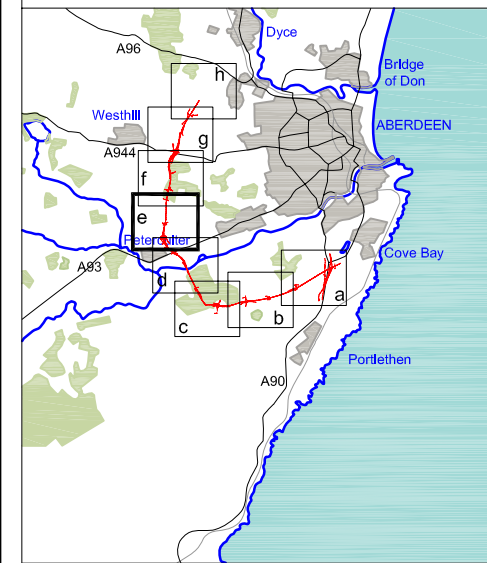 Dyce
A96
Bridge
of Don
h
Westhill
ABERDEEN
g
A944
f
e
Peterculter
Cove Bay
A93
d
a
c
b
Portlethen
A90